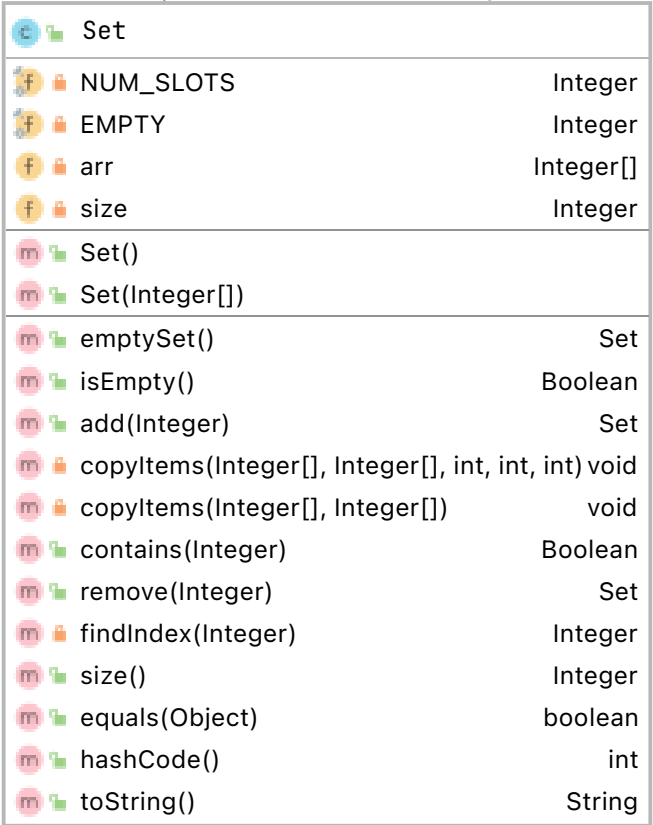 Set
NUM_SLOTS Integer
EMPTY Integer
arr Integer[]
size Integer
Set()
Set(Integer[])
emptySet() Set
isEmpty() Boolean
add(Integer) Set
copyItems(Integer[], Integer[], int, int, int) void
copyItems(Integer[], Integer[]) void
contains(Integer) Boolean
remove(Integer) Set
findIndex(Integer) Integer
size() Integer
equals(Object) boolean
hashCode() int
toString() String